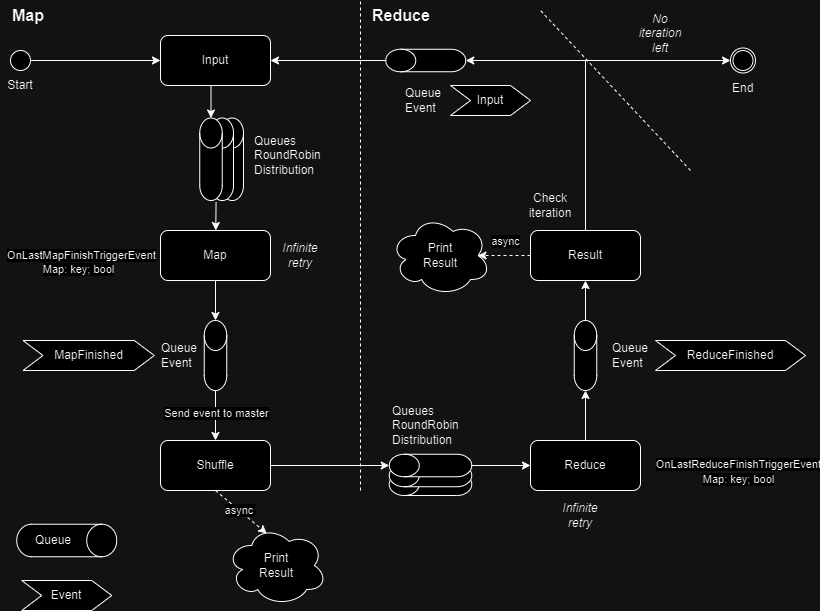 Map
Reduce
No
iteration
left
Start
Input
Queue
Event
Input
End
Queues
RoundRobin
Distribution
Check
iteration
OnLastMapFinishTriggerEvent
Map: key; bool
Map
Infinite
retry
Print
Result
async
Result
MapFinished
Queue
Event
Queue
Event
ReduceFinished
Send event to master
Queues
RoundRobin
Distribution
Shuffle
Reduce
OnLastReduceFinishTriggerEvent
Map: key; bool
async
Infinite
retry
Queue
Print
Result
Event